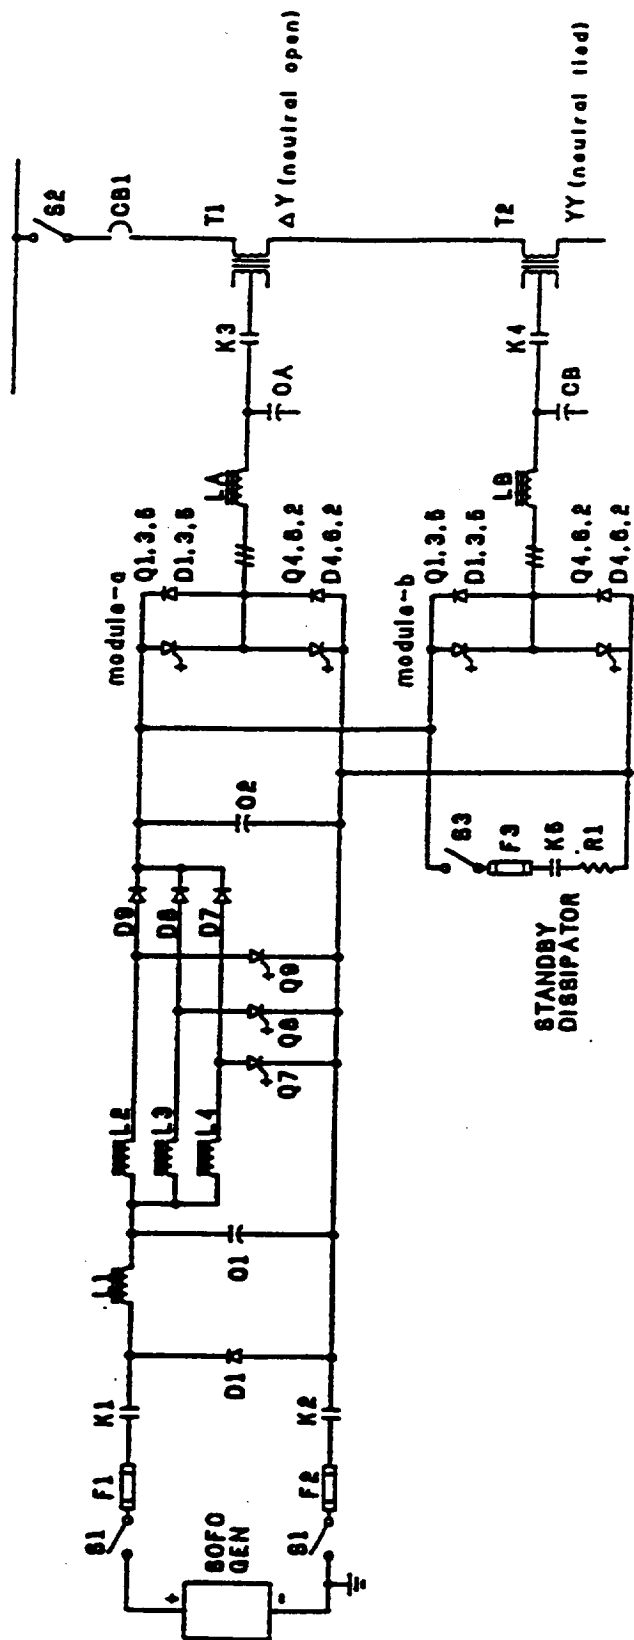 SOFC
GEN
+
-
S1
S1
F1
F2
K1
K2
D1
L1
C1
L2
L3
L4
Q7
Q8
Q9
D9
D8
D7
C2
module-a
Q1,3,5
D1,3,5
Q4,6,2
D4,6,2
LA
CA
K3
T1
ΔY (neutral open)
S2
CB1
module-b
Q1,3,5
D1,3,5
Q4,6,2
D4,6,2
LB
CB
K4
T2
YY (neutral tied)
S3
F3
K5
R1
STANDBY
DISSIPATOR